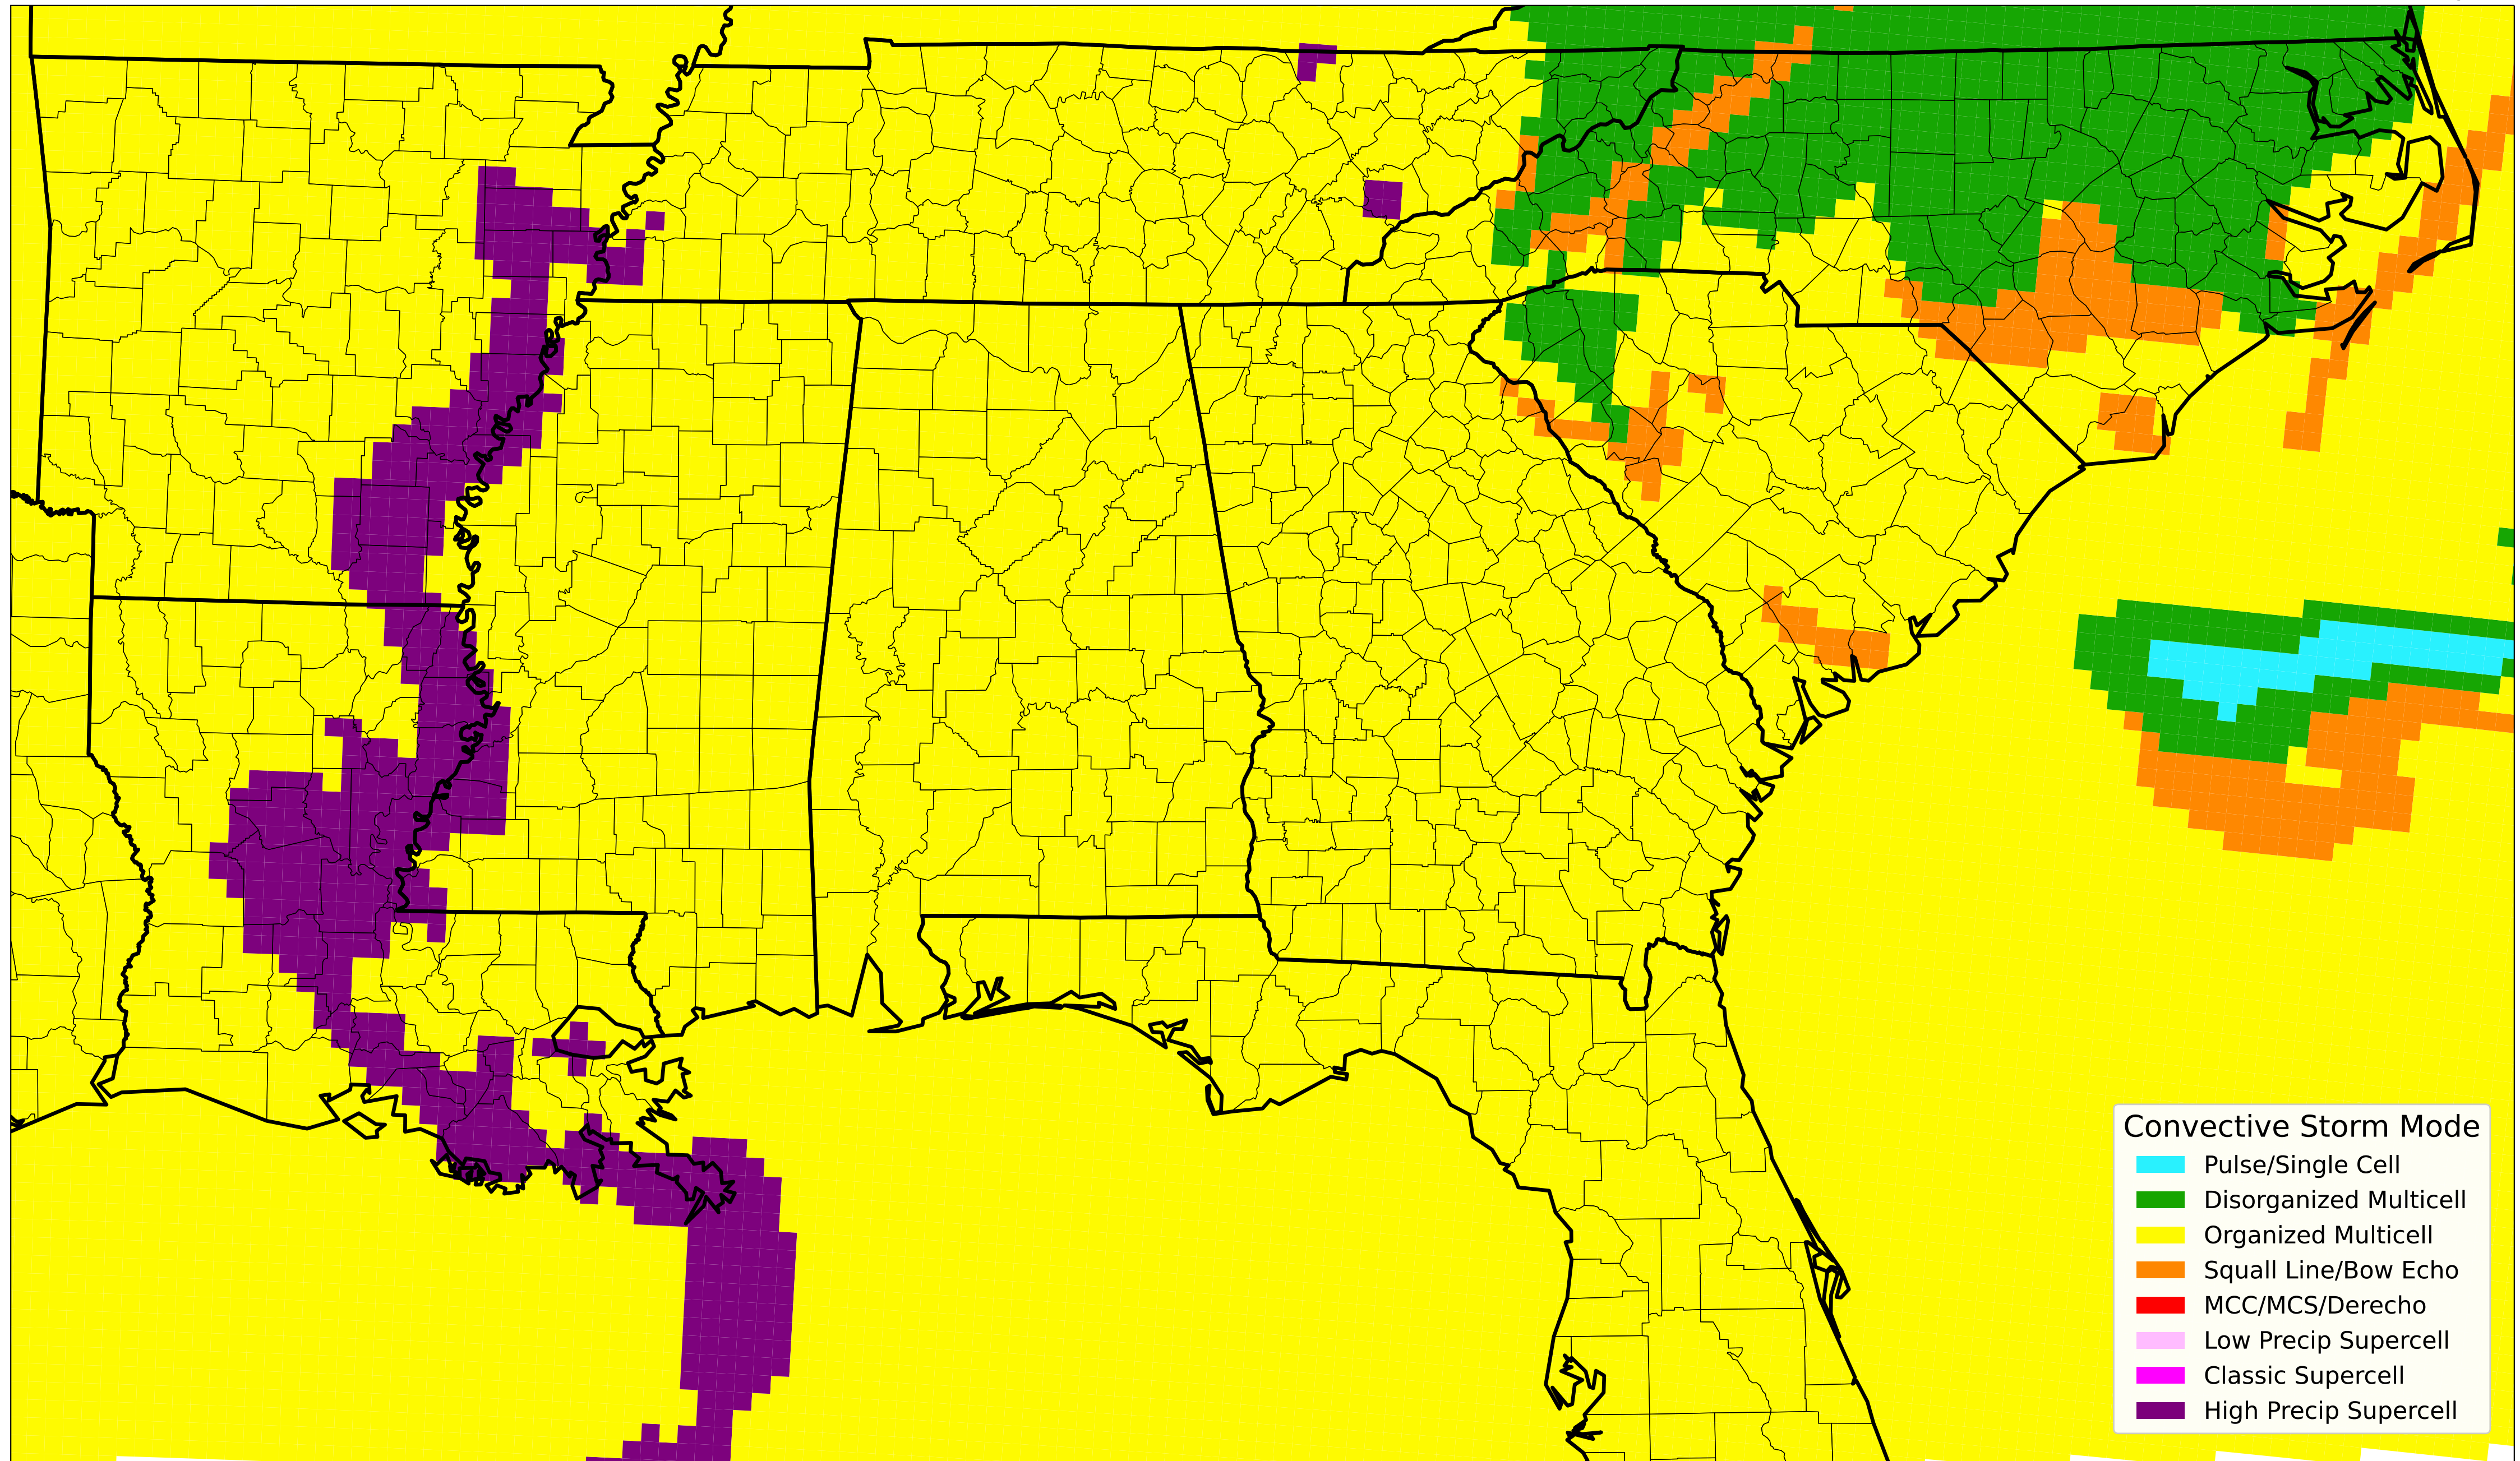 Convective Storm Mode
Pulse/Single Cell
Disorganized Multicell
Organized Multicell
Squall Line/Bow Echo
MCC/MCS/Derecho
Low Precip Supercell
Classic Supercell
High Precip Supercell